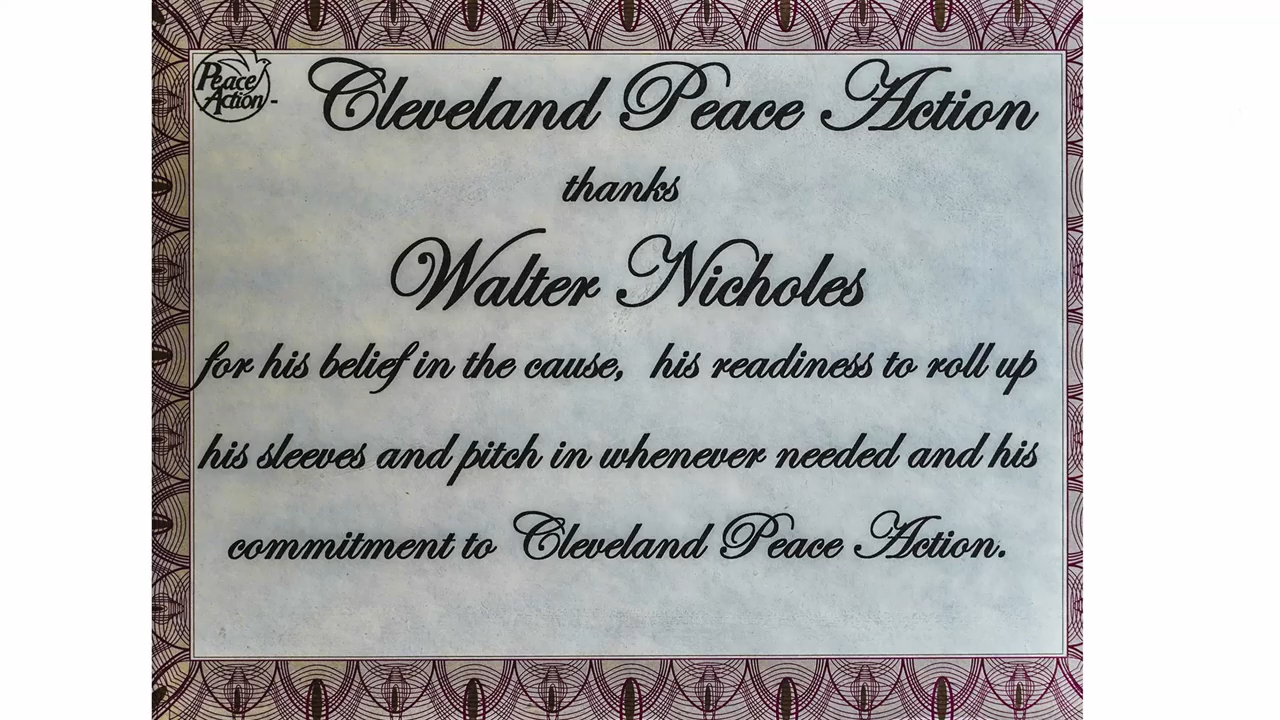 Peace
Action -
Cleveland Peace Action
thanks
Walter Nicholes
for his belief in the cause, his readiness to roll up
his sleeves and pitch in whenever needed and his
commitment to Cleveland Peace Action.